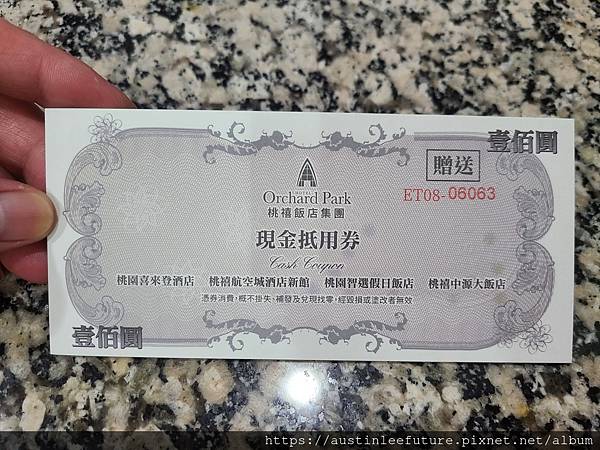 壹佰圓
贈送
ET08-06063
HOTEL
Orchard Park
桃禧飯店集團
現金抵用券
Cash Coupon
桃園喜來登酒店 桃禧航空城酒店新館 桃園智選假日飯店 桃禧中源大飯店
憑券消費，概不掛失、補發及兌現找零，經毀損或塗改者無效
壹佰圓
https://austinleefuture.pixnet.net/album